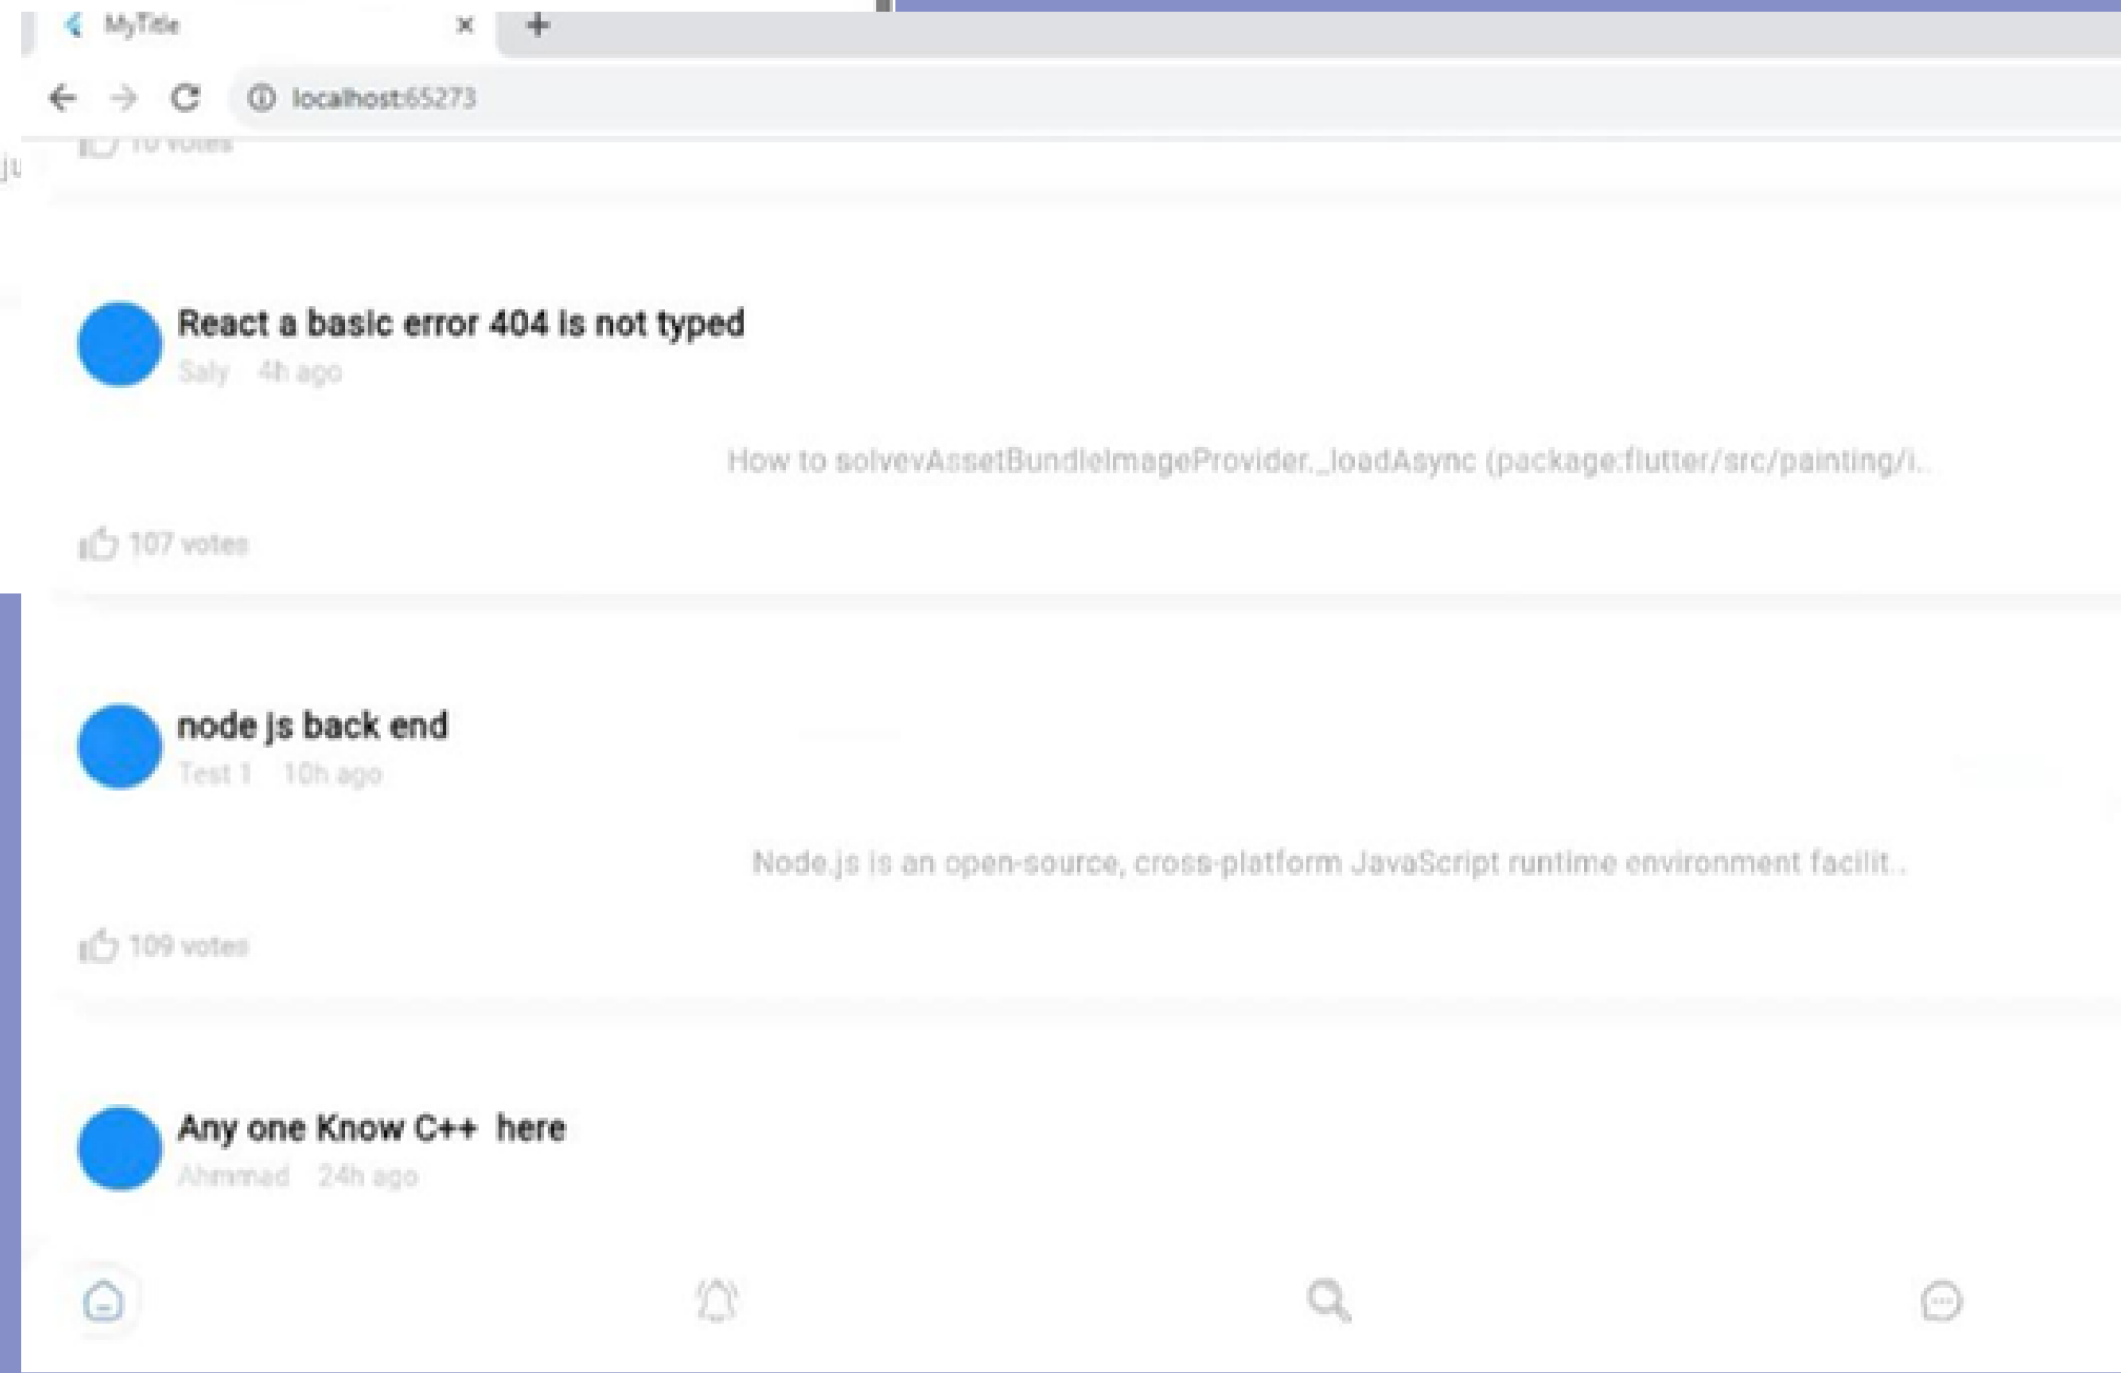 MyTitle
localhost:65273
10 votes
React a basic error 404 is not typed
Saly 4h ago
How to solvevAssetBundleImageProvider._loadAsync (package:flutter/src/painting/i..
107 votes
node js back end
Test 1 10h ago
Node.js is an open-source, cross-platform JavaScript runtime environment facilit..
109 votes
Any one Know C++ here
Ahmmad 24h ago